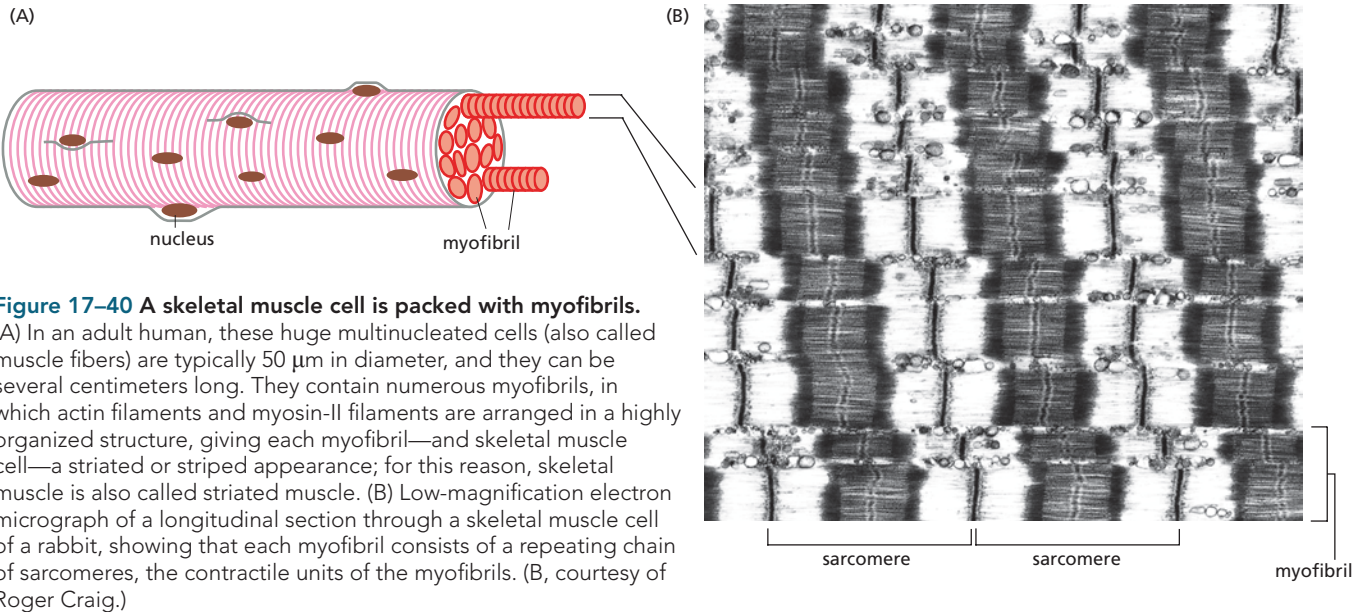 (A)
nucleus
myofibril
(B)
sarcomere
sarcomere
myofibril
Figure 17–40 A skeletal muscle cell is packed with myofibrils.
(A) In an adult human, these huge multinucleated cells (also called
muscle fibers) are typically 50 μm in diameter, and they can be
several centimeters long. They contain numerous myofibrils, in
which actin filaments and myosin-II filaments are arranged in a highly
organized structure, giving each myofibril—and skeletal muscle
cell—a striated or striped appearance; for this reason, skeletal
muscle is also called striated muscle. (B) Low-magnification electron
micrograph of a longitudinal section through a skeletal muscle cell
of a rabbit, showing that each myofibril consists of a repeating chain
of sarcomeres, the contractile units of the myofibrils. (B, courtesy of
Roger Craig.)